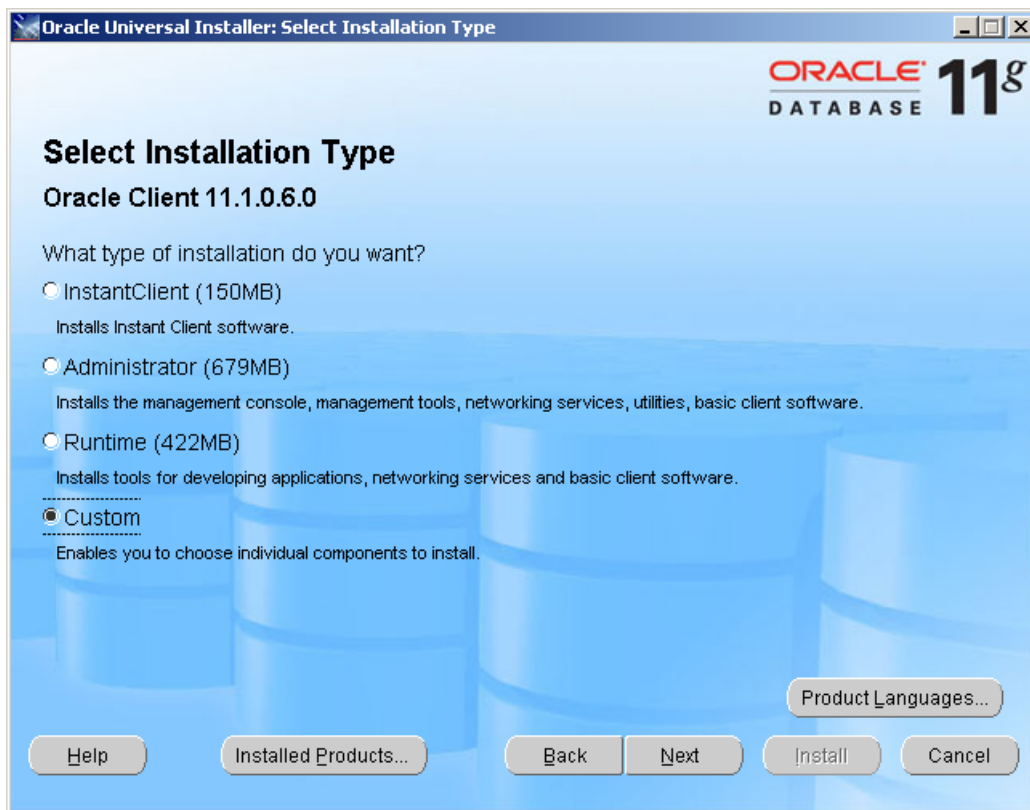 Oracle Universal Installer: Select Installation Type
ORACLE 11g
DATABASE
Select Installation Type
Oracle Client 11.1.0.6.0
What type of installation do you want?
InstantClient (150MB)
Installs Instant Client software.
Administrator (679MB)
Installs the management console, management tools, networking services, utilities, basic client software.
Runtime (422MB)
Installs tools for developing applications, networking services and basic client software.
Custom
Enables you to choose individual components to install.
Product Languages...
Help Installed Products... Back Next Install Cancel